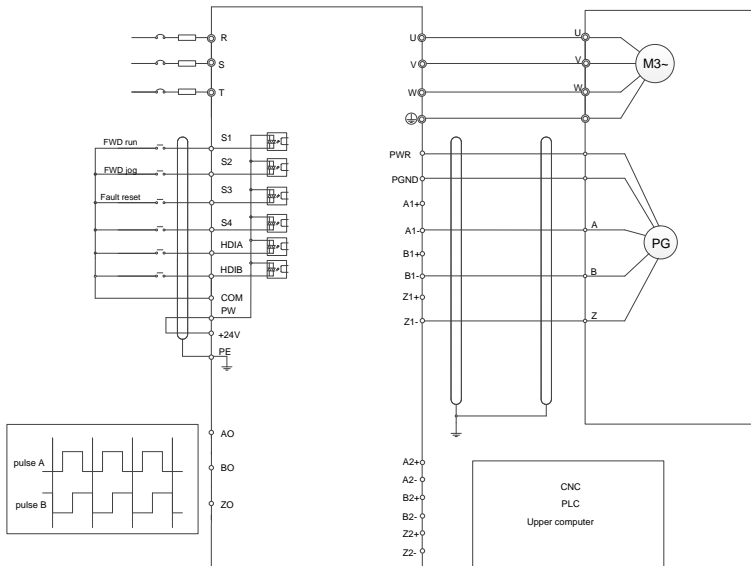 R
S
T
FWD run
S1
FWD jog
S2
Fault reset
S3
S4
HDIA
HDIB
COM
PW
+24V
PE
pulse A
pulse B
AO
BO
ZO
U
V
W
U
V
W
M3~
PWR
PGND
A1+
A1-
A
B1+
B1-
B
Z1+
Z1-
Z
PG
A2+
A2-
B2+
B2-
Z2+
Z2-
CNC
PLC
Upper computer